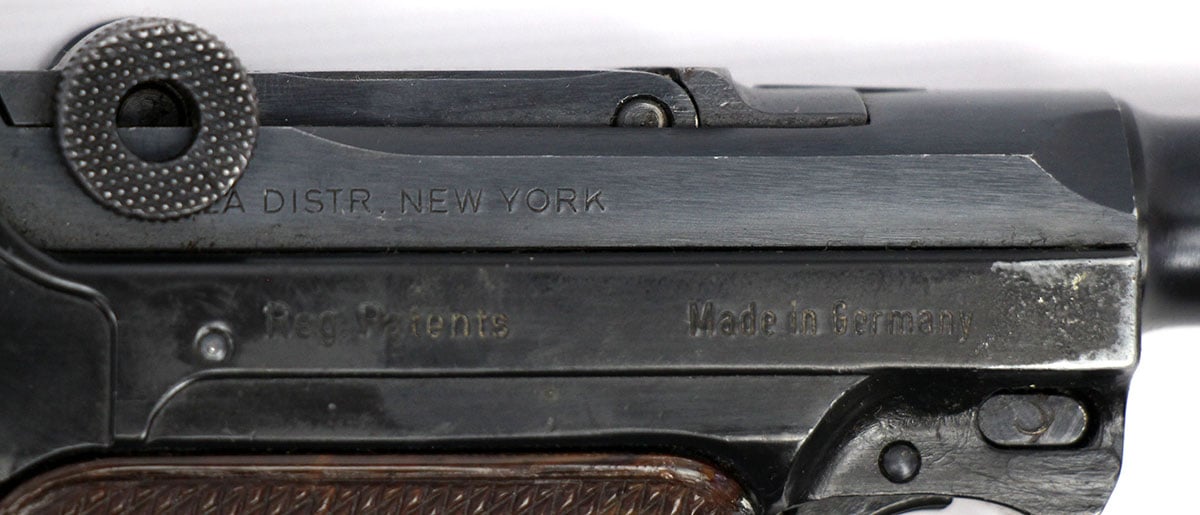 DISTR. NEW YORK
Reg. Patents
Made in Germany